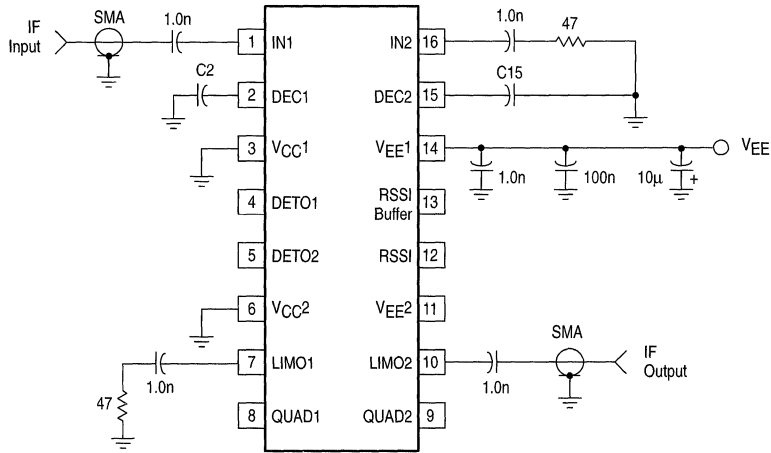 IF
Input
SMA
1.0n
1 IN1
IN2 16
1.0n
47
C2
2 DEC1
DEC2 15
C15
3 VCC1
VEE1 14
VEE
1.0n
100n
10μ
+
4 DETO1
RSSI
Buffer 13
5 DETO2
RSSI 12
6 VCC2
VEE2 11
7 LIMO1
1.0n
47
LIMO2 10
1.0n
SMA
IF
Output
8 QUAD1
QUAD2 9